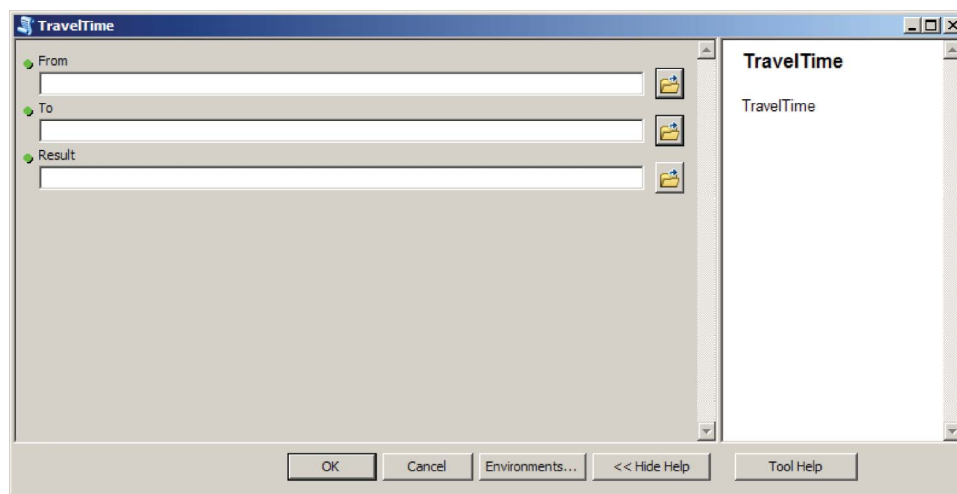 TravelTime
From
To
Result
TravelTime
TravelTime
OK Cancel Environments... << Hide Help Tool Help